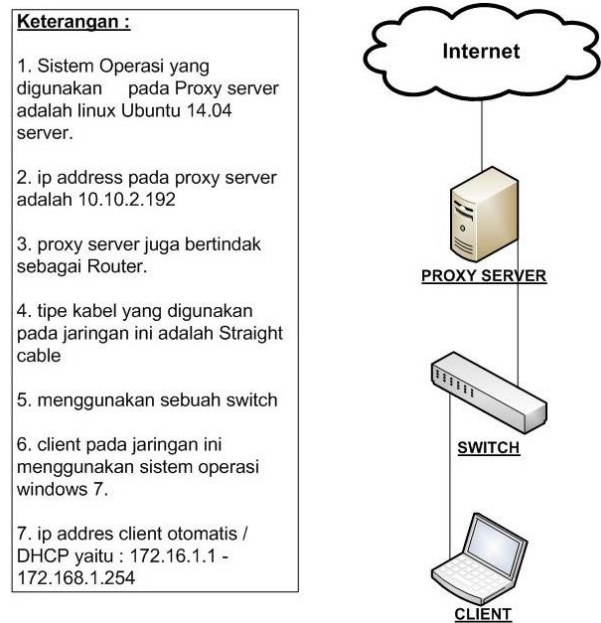 Keterangan :
1. Sistem Operasi yang
digunakan pada Proxy server
adalah linux Ubuntu 14.04
server.
2. ip address pada proxy server
adalah 10.10.2.192
3. proxy server juga bertindak
sebagai Router.
4. tipe kabel yang digunakan
pada jaringan ini adalah Straight
cable
5. menggunakan sebuah switch
6. client pada jaringan ini
menggunakan sistem operasi
windows 7.
7. ip addres client otomatis /
DHCP yaitu : 172.16.1.1 -
172.168.1.254
Internet
PROXY SERVER
SWITCH
CLIENT